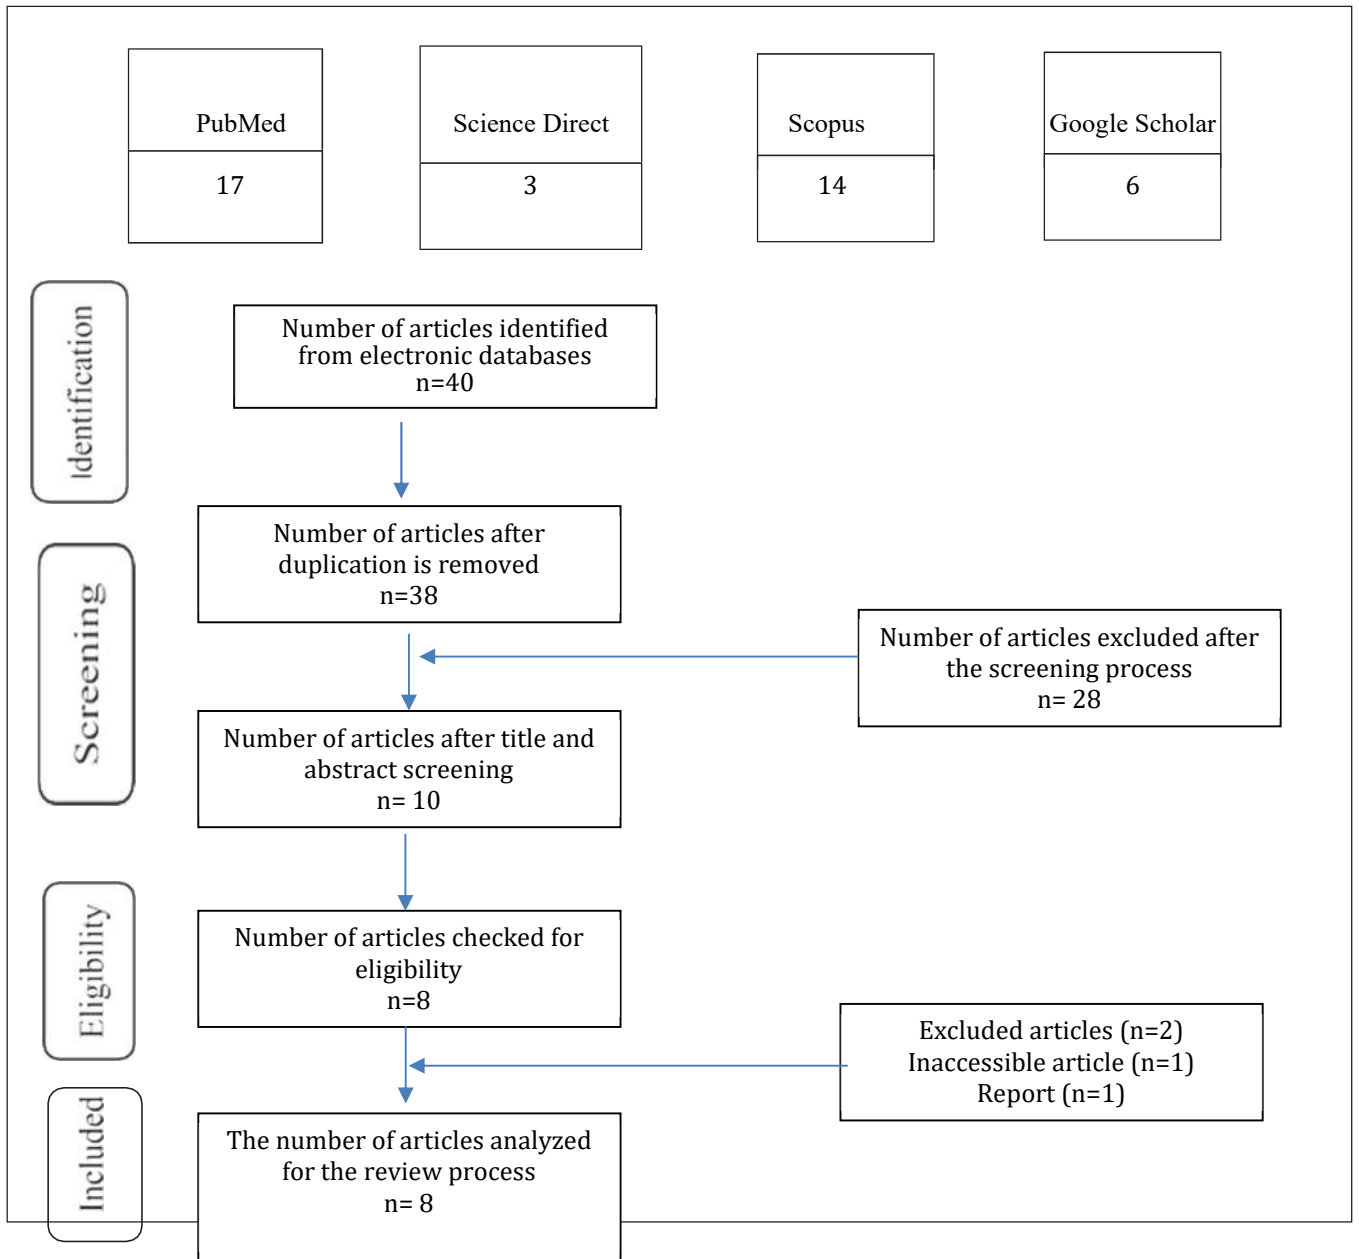 PubMed
17
Science Direct
3
Scopus
14
Google Scholar
6
Identification
Number of articles identified
from electronic databases
n=40
Screening
Number of articles after
duplication is removed
n=38
Number of articles excluded after
the screening process
n= 28
Number of articles after title and
abstract screening
n= 10
Eligibility
Number of articles checked for
eligibility
n=8
Excluded articles (n=2)
Inaccessible article (n=1)
Report (n=1)
Included
The number of articles analyzed
for the review process
n= 8